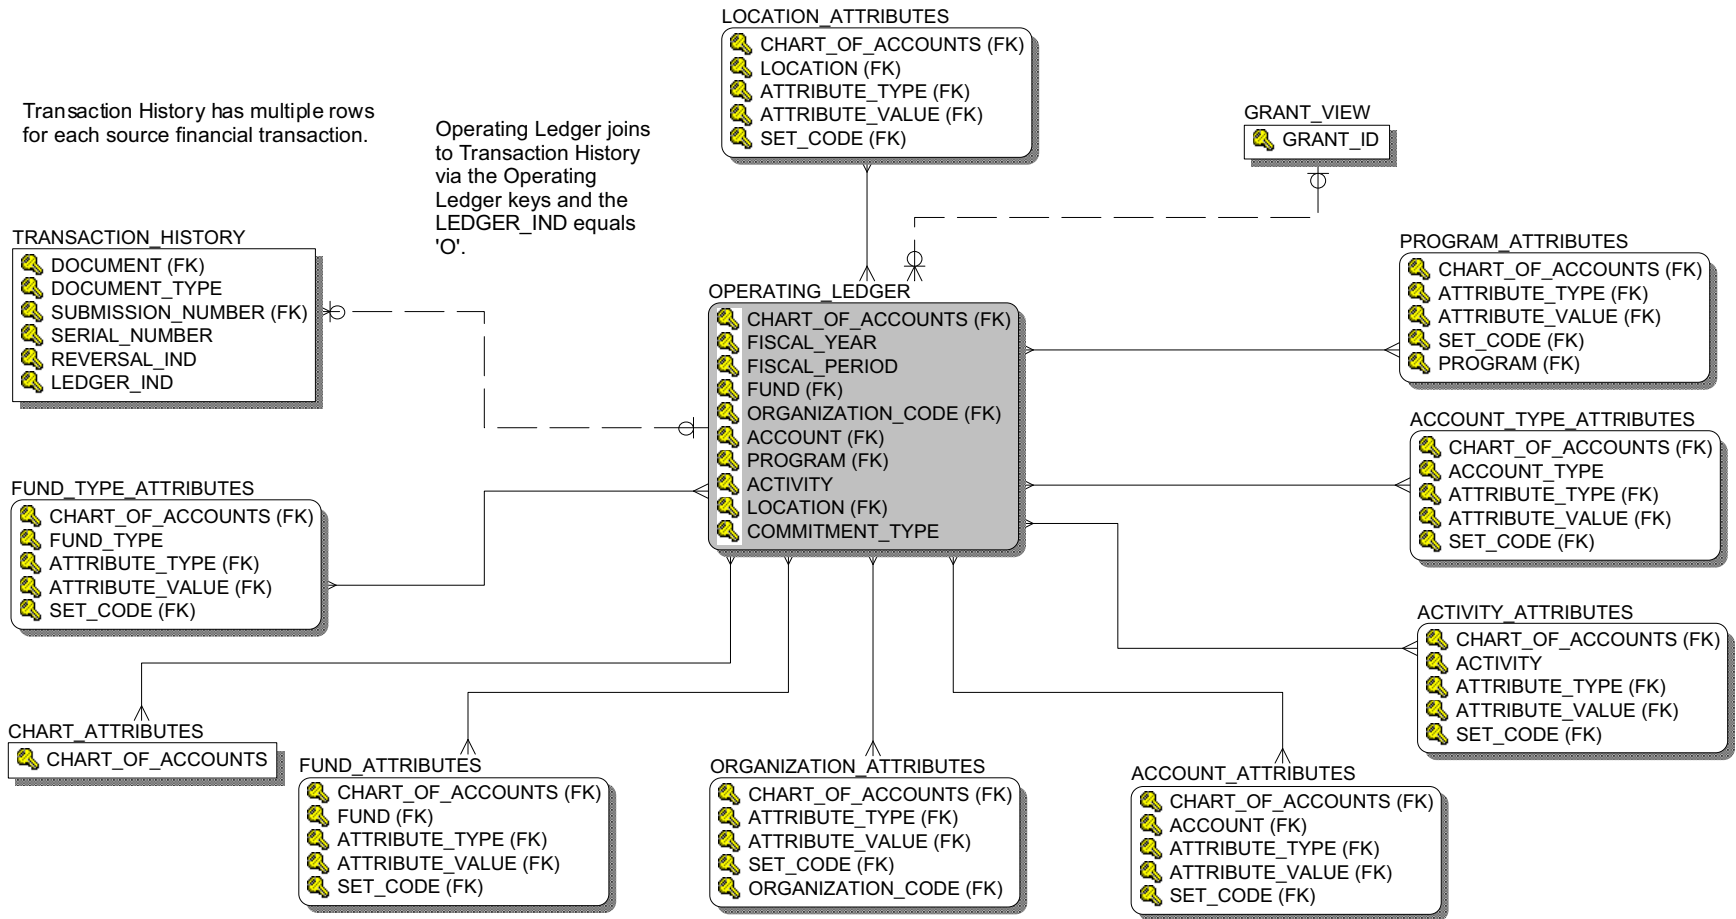 LOCATION_ATTRIBUTES
CHART_OF_ACCOUNTS (FK)
LOCATION (FK)
ATTRIBUTE_TYPE (FK)
ATTRIBUTE_VALUE (FK)
SET_CODE (FK)
Transaction History has multiple rows
for each source financial transaction.
Operating Ledger joins
to Transaction History
via the Operating
Ledger keys and the
LEDGER_IND equals
'O'.
GRANT_VIEW
GRANT_ID
TRANSACTION_HISTORY
DOCUMENT (FK)
DOCUMENT_TYPE
SUBMISSION_NUMBER (FK)
SERIAL_NUMBER
REVERSAL_IND
LEDGER_IND
OPERATING_LEDGER
CHART_OF_ACCOUNTS (FK)
FISCAL_YEAR
FISCAL_PERIOD
FUND (FK)
ORGANIZATION_CODE (FK)
ACCOUNT (FK)
PROGRAM (FK)
ACTIVITY
LOCATION (FK)
COMMITMENT_TYPE
PROGRAM_ATTRIBUTES
CHART_OF_ACCOUNTS (FK)
ATTRIBUTE_TYPE (FK)
ATTRIBUTE_VALUE (FK)
SET_CODE (FK)
PROGRAM (FK)
ACCOUNT_TYPE_ATTRIBUTES
CHART_OF_ACCOUNTS (FK)
ACCOUNT_TYPE
ATTRIBUTE_TYPE (FK)
ATTRIBUTE_VALUE (FK)
SET_CODE (FK)
FUND_TYPE_ATTRIBUTES
CHART_OF_ACCOUNTS (FK)
FUND_TYPE
ATTRIBUTE_TYPE (FK)
ATTRIBUTE_VALUE (FK)
SET_CODE (FK)
ACTIVITY_ATTRIBUTES
CHART_OF_ACCOUNTS (FK)
ACTIVITY
ATTRIBUTE_TYPE (FK)
ATTRIBUTE_VALUE (FK)
SET_CODE (FK)
CHART_ATTRIBUTES
CHART_OF_ACCOUNTS
FUND_ATTRIBUTES
CHART_OF_ACCOUNTS (FK)
FUND (FK)
ATTRIBUTE_TYPE (FK)
ATTRIBUTE_VALUE (FK)
SET_CODE (FK)
ORGANIZATION_ATTRIBUTES
CHART_OF_ACCOUNTS (FK)
ATTRIBUTE_TYPE (FK)
ATTRIBUTE_VALUE (FK)
SET_CODE (FK)
ORGANIZATION_CODE (FK)
ACCOUNT_ATTRIBUTES
CHART_OF_ACCOUNTS (FK)
ACCOUNT (FK)
ATTRIBUTE_TYPE (FK)
ATTRIBUTE_VALUE (FK)
SET_CODE (FK)